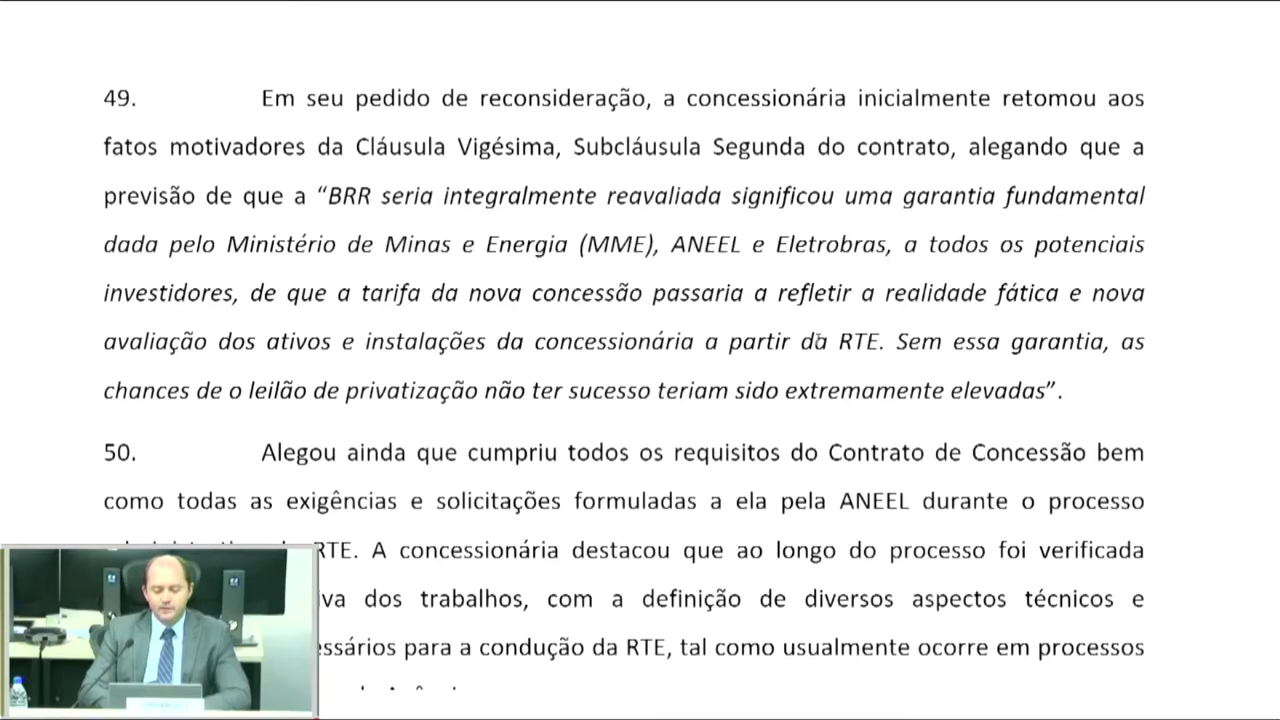 49. Em seu pedido de reconsideração, a concessionária inicialmente retomou aos
fatos motivadores da Cláusula Vigésima, Subcláusula Segunda do contrato, alegando que a
previsão de que a “BRR seria integralmente reavaliada significou uma garantia fundamental
dada pelo Ministério de Minas e Energia (MME), ANEEL e Eletrobras, a todos os potenciais
investidores, de que a tarifa da nova concessão passaria a refletir a realidade fática e nova
avaliação dos ativos e instalações da concessionária a partir da RTE. Sem essa garantia, as
chances de o leilão de privatização não ter sucesso teriam sido extremamente elevadas”.
50. Alegou ainda que cumpriu todos os requisitos do Contrato de Concessão bem
como todas as exigências e solicitações formuladas a ela pela ANEEL durante o processo
RTE. A concessionária destacou que ao longo do processo foi verificada
iva dos trabalhos, com a definição de diversos aspectos técnicos e
essários para a condução da RTE, tal como usualmente ocorre em processos